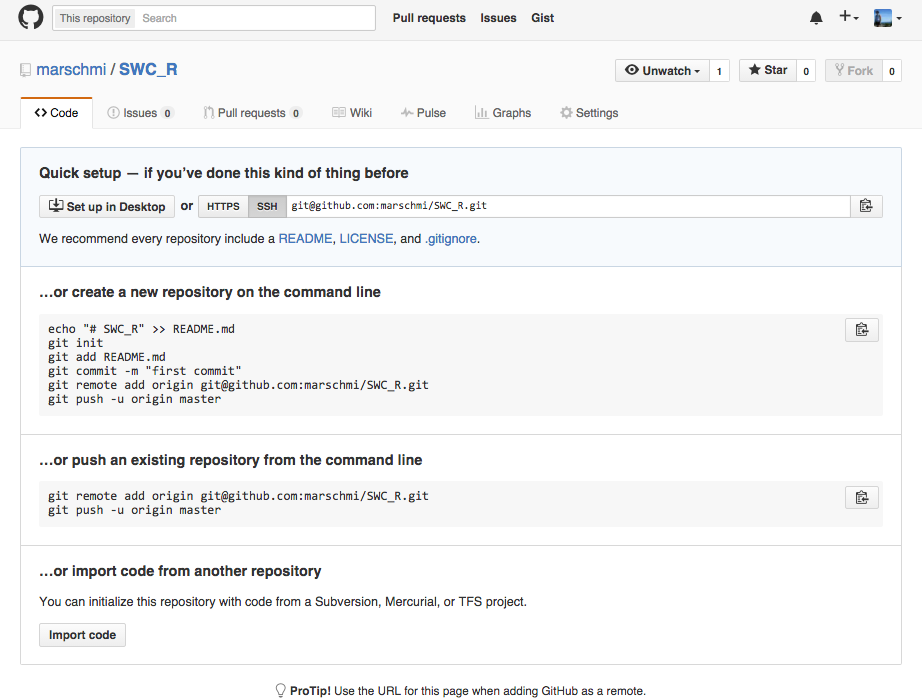 This repository Search Pull requests Issues Gist
marschmi / SWC_R Unwatch 1 Star 0 Fork 0
Code Issues 0 Pull requests 0 Wiki Pulse Graphs Settings
Quick setup — if you’ve done this kind of thing before
Set up in Desktop or HTTPS SSH git@github.com:marschmi/SWC_R.git
We recommend every repository include a README, LICENSE, and .gitignore.
…or create a new repository on the command line
echo "# SWC_R" >> README.md
git init
git add README.md
git commit -m "first commit"
git remote add origin git@github.com:marschmi/SWC_R.git
git push -u origin master
…or push an existing repository from the command line
git remote add origin git@github.com:marschmi/SWC_R.git
git push -u origin master
…or import code from another repository
You can initialize this repository with code from a Subversion, Mercurial, or TFS project.
Import code
ProTip! Use the URL for this page when adding GitHub as a remote.